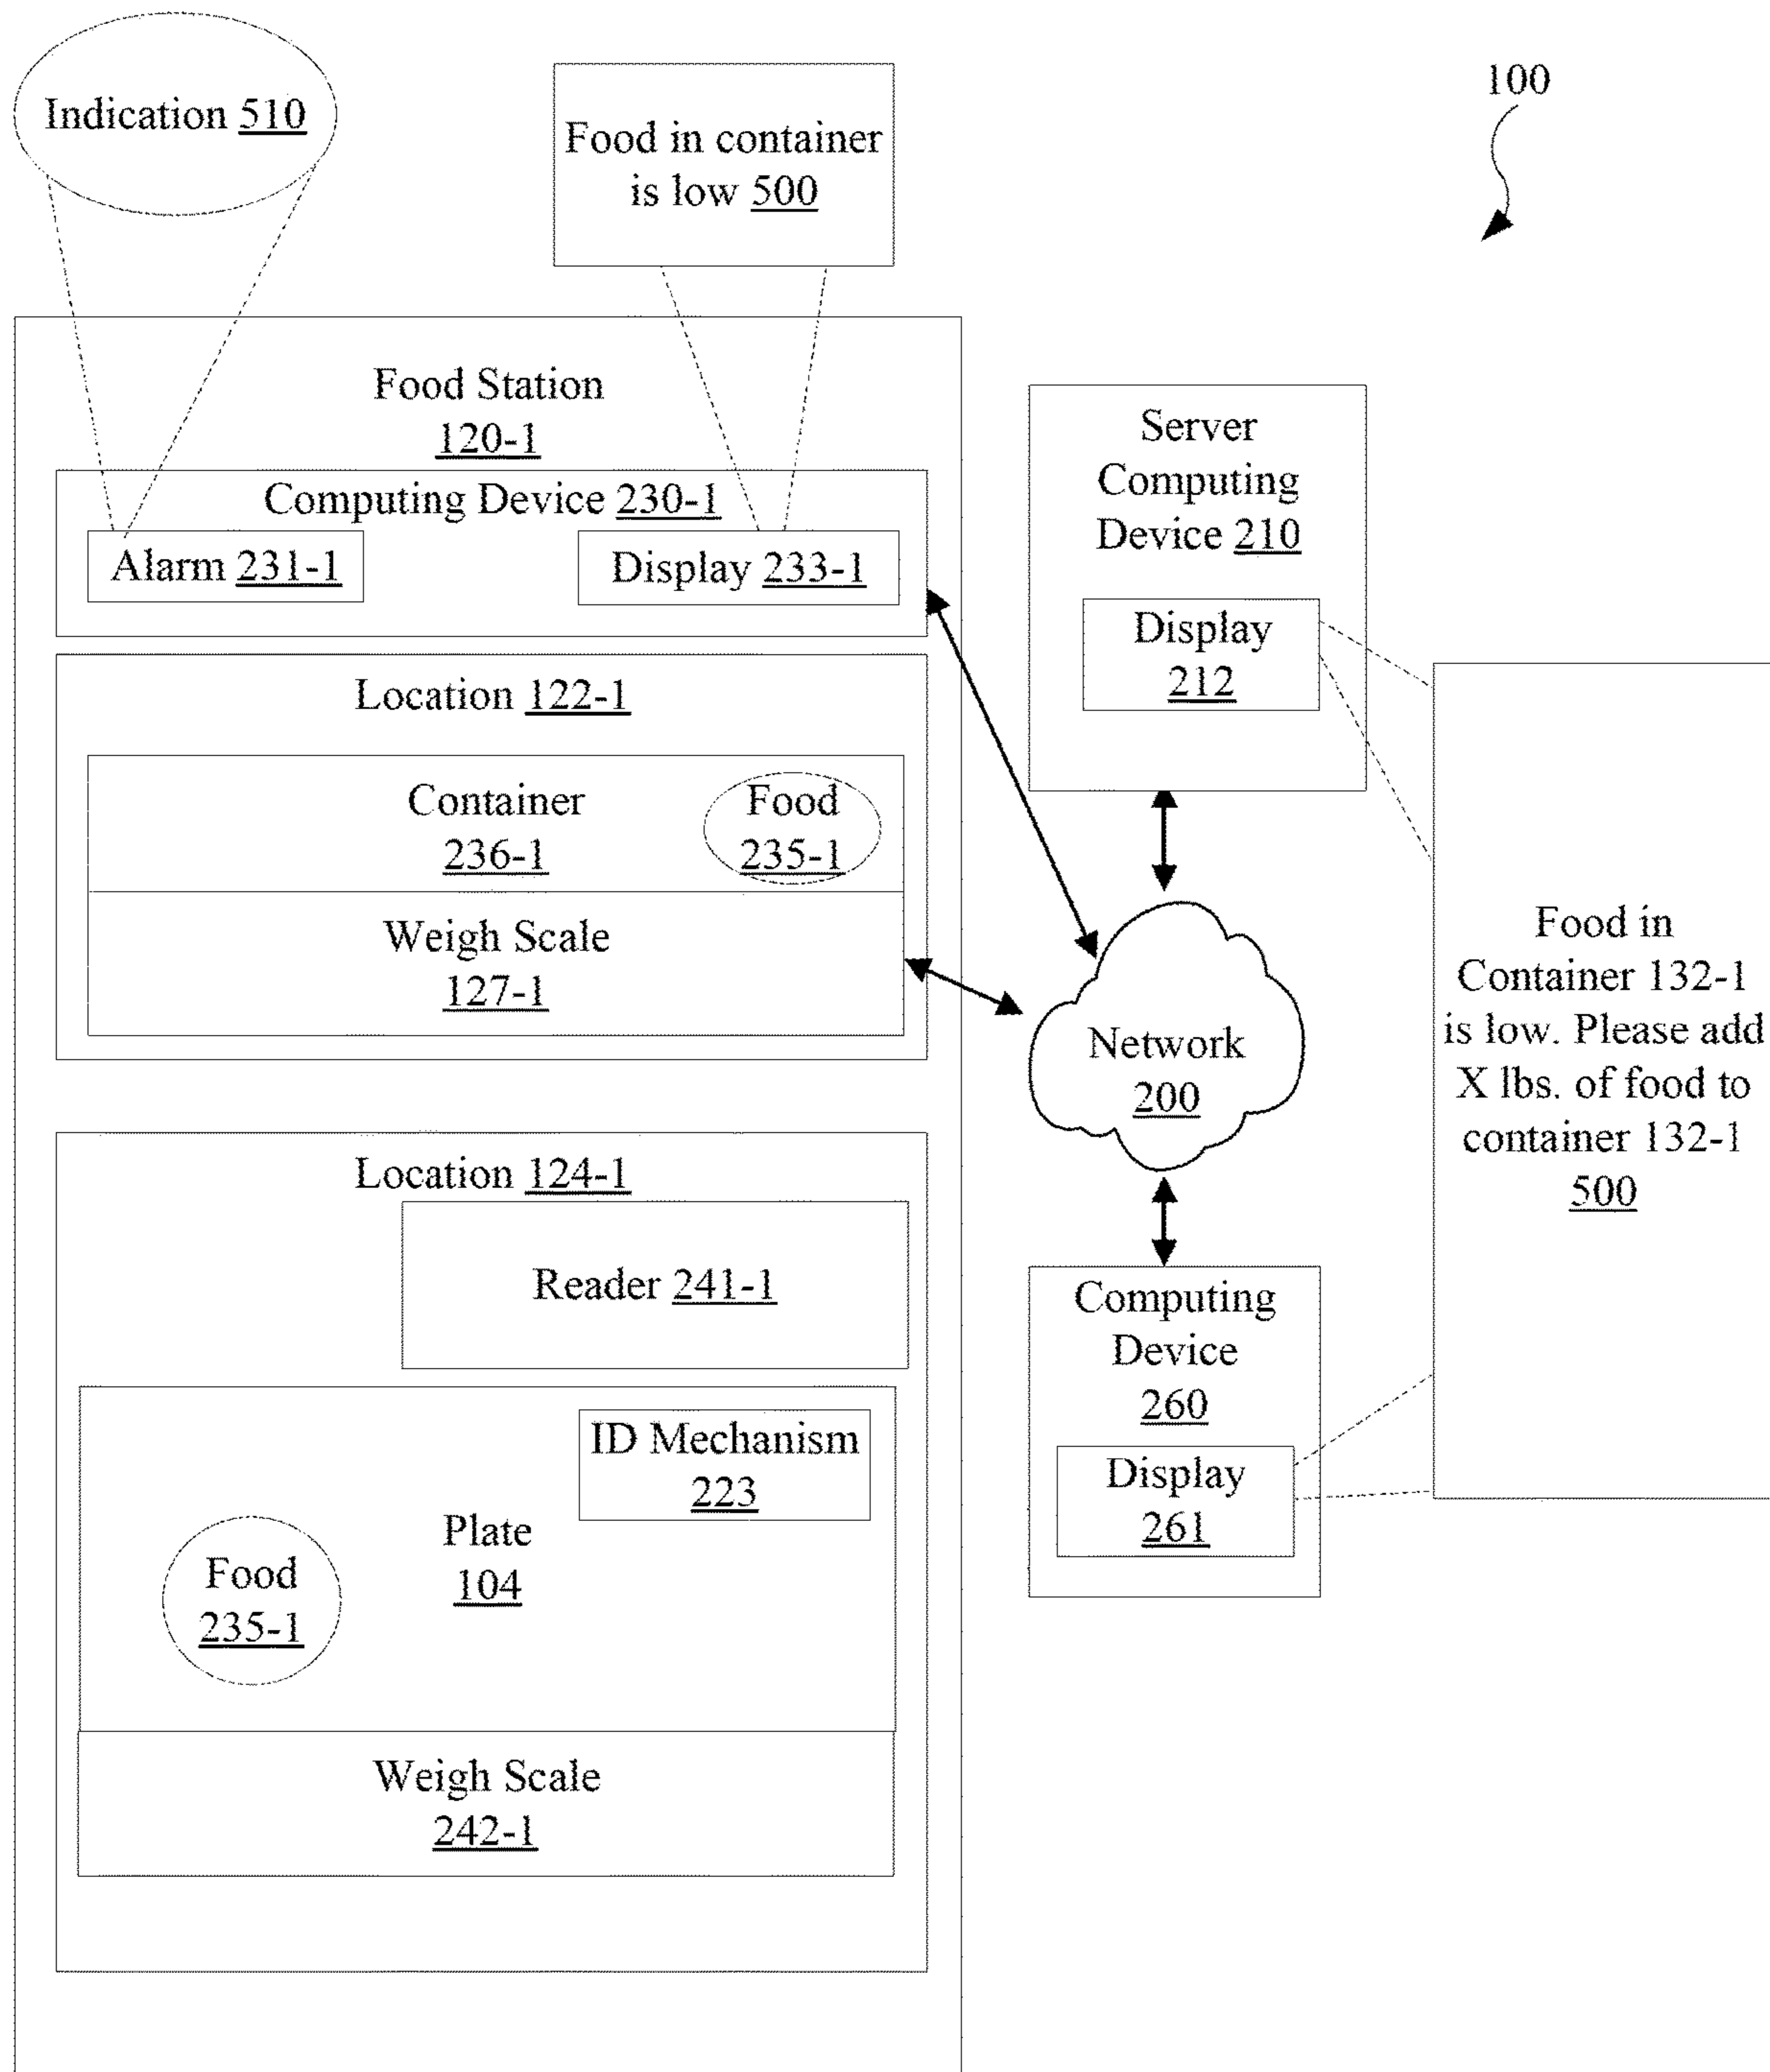 Indication 510
Food in container
is low 500
100
Food Station
120-1
Computing Device 230-1
Alarm 231-1
Display 233-1
Location 122-1
Container
236-1
Food
235-1
Weigh Scale
127-1
Location 124-1
Reader 241-1
ID Mechanism
223
Plate
104
Food
235-1
Weigh Scale
242-1
Server
Computing
Device 210
Display
212
Network
200
Computing
Device
260
Display
261
Food in
Container 132-1
is low. Please add
X lbs. of food to
container 132-1
500